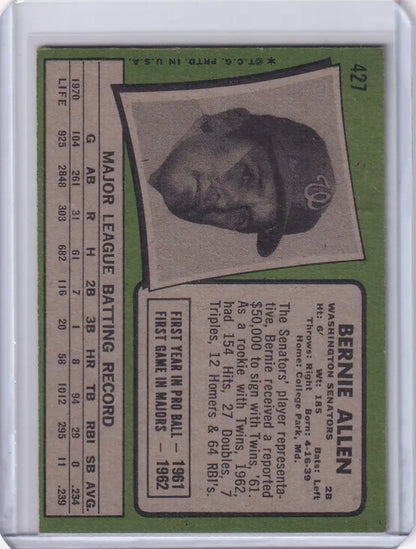 427
* © T.C.G. PRTD. IN U.S.A.
W
BERNIE ALLEN 2B
WASHINGTON SENATORS
Ht: 6' Wt: 185 Bats: Left
Throws: Right Born: 4-16-39
Home: College Park, Md.
The Senators' player representa-
tive, Bernie received a reported
$50,000 to sign with Twins, '61.
As a rookie with Twins 1962,
had 154 Hits, 27 Doubles, 7
Triples, 12 Homers & 64 RBI's.
FIRST YEAR IN PRO BALL — 1961
FIRST GAME IN MAJORS — 1962
MAJOR LEAGUE BATTING RECORD
G AB R H 2B 3B HR TB RBI SB AVG.
1970 104 261 31 61 7 1 8 94 29 0 .234
LIFE 925 2848 303 682 116 20 58 1012 295 11 .239